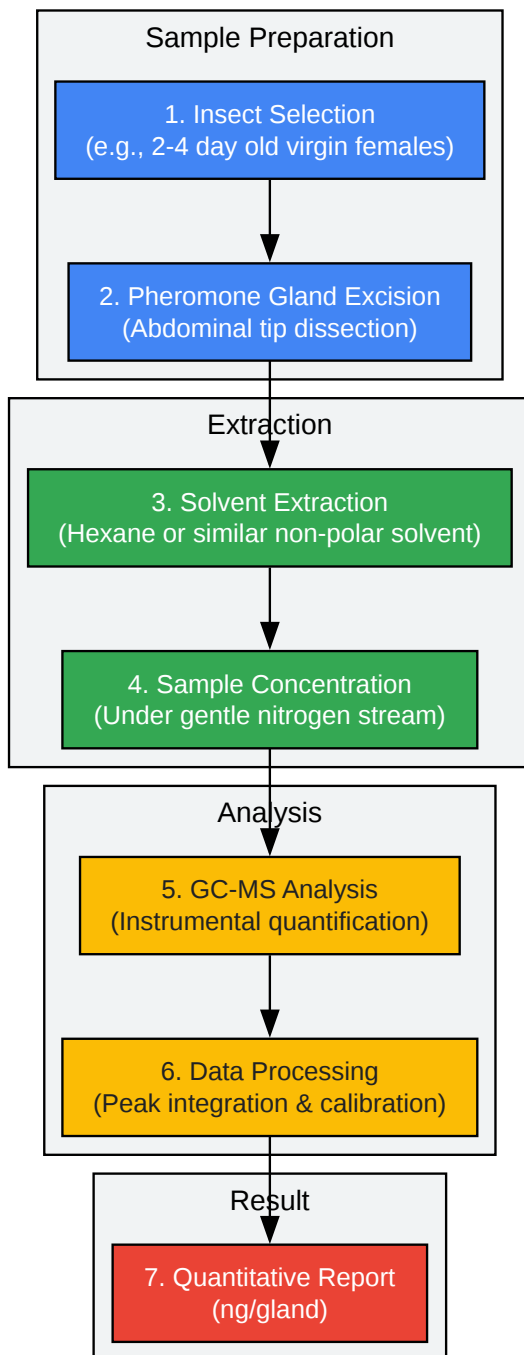 Sample Preparation
1. Insect Selection
(e.g., 2-4 day old virgin females)
2. Pheromone Gland Excision
(Abdominal tip dissection)
Extraction
3. Solvent Extraction
(Hexane or similar non-polar solvent)
4. Sample Concentration
(Under gentle nitrogen stream)
Analysis
5. GC-MS Analysis
(Instrumental quantification)
6. Data Processing
(Peak integration & calibration)
Result
7. Quantitative Report
(ng/gland)